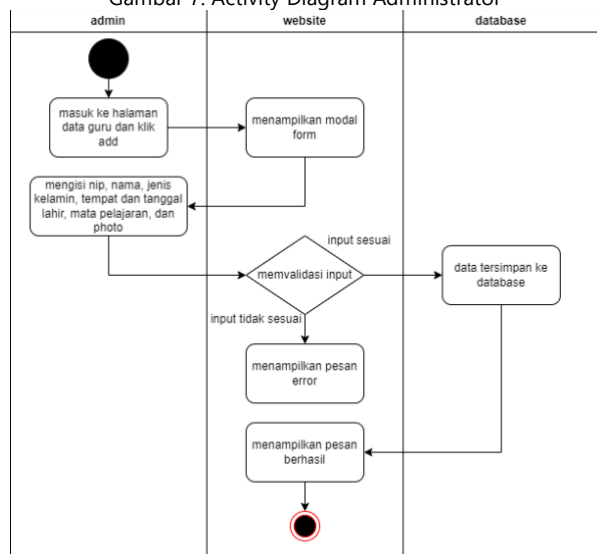 Gambar 7. Activity Diagram Administrator
admin
website
database
masuk ke halaman
data guru dan klik
add
menampilkan modal
form
mengisi nip, nama, jenis
kelamin, tempat dan tanggal
lahir, mata pelajaran, dan
photo
input sesuai
memvalidasi input
data tersimpan ke
database
input tidak sesuai
menampilkan pesan
error
menampilkan pesan
berhasil